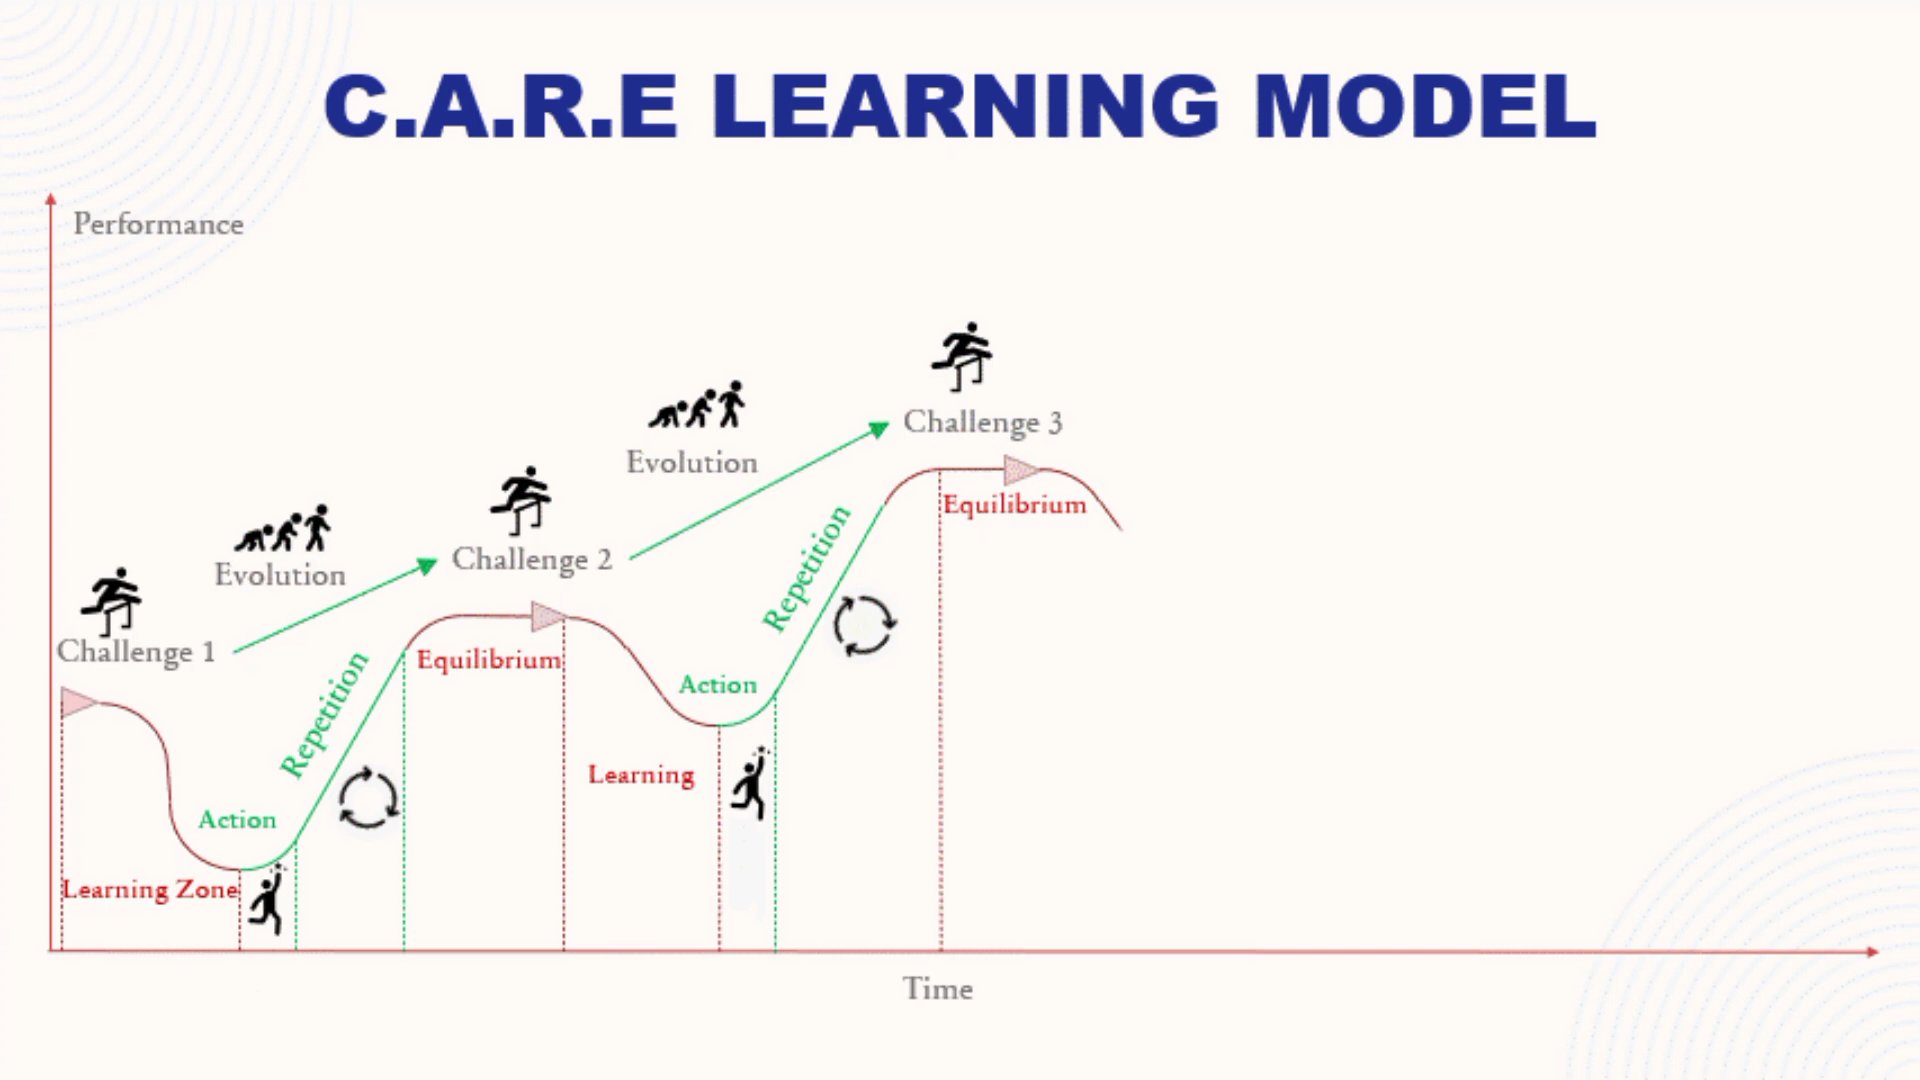 C.A.R.E LEARNING MODEL
Performance
Challenge 3
Evolution
Equilibrium
Challenge 2
Evolution
Repetition
Challenge 1
Equilibrium
Action
Repetition
Learning
Action
Learning Zone
Time